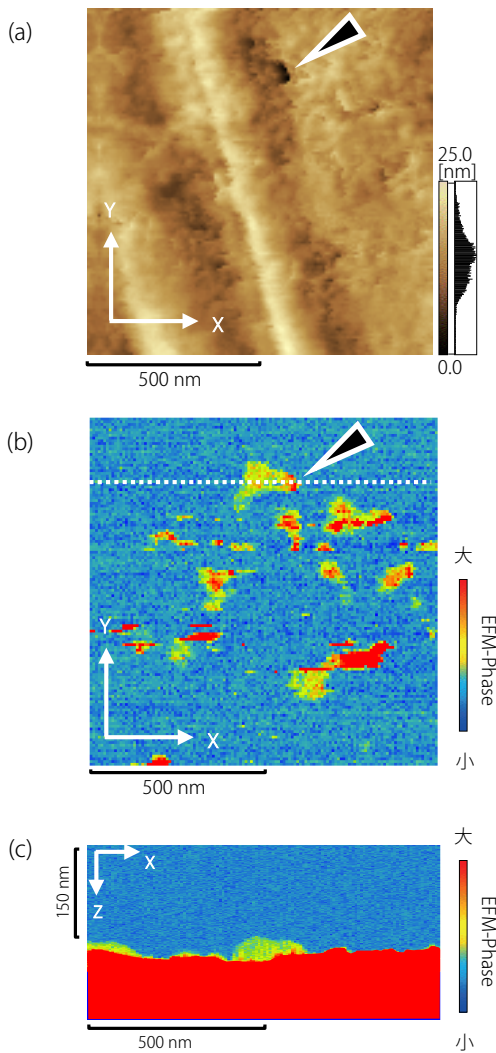 (a)
Y
X
500 nm
25.0
[nm]
0.0
(b)
Y
X
500 nm
大
EFM-Phase
小
(c)
X
Z
150 nm
500 nm
大
EFM-Phase
小